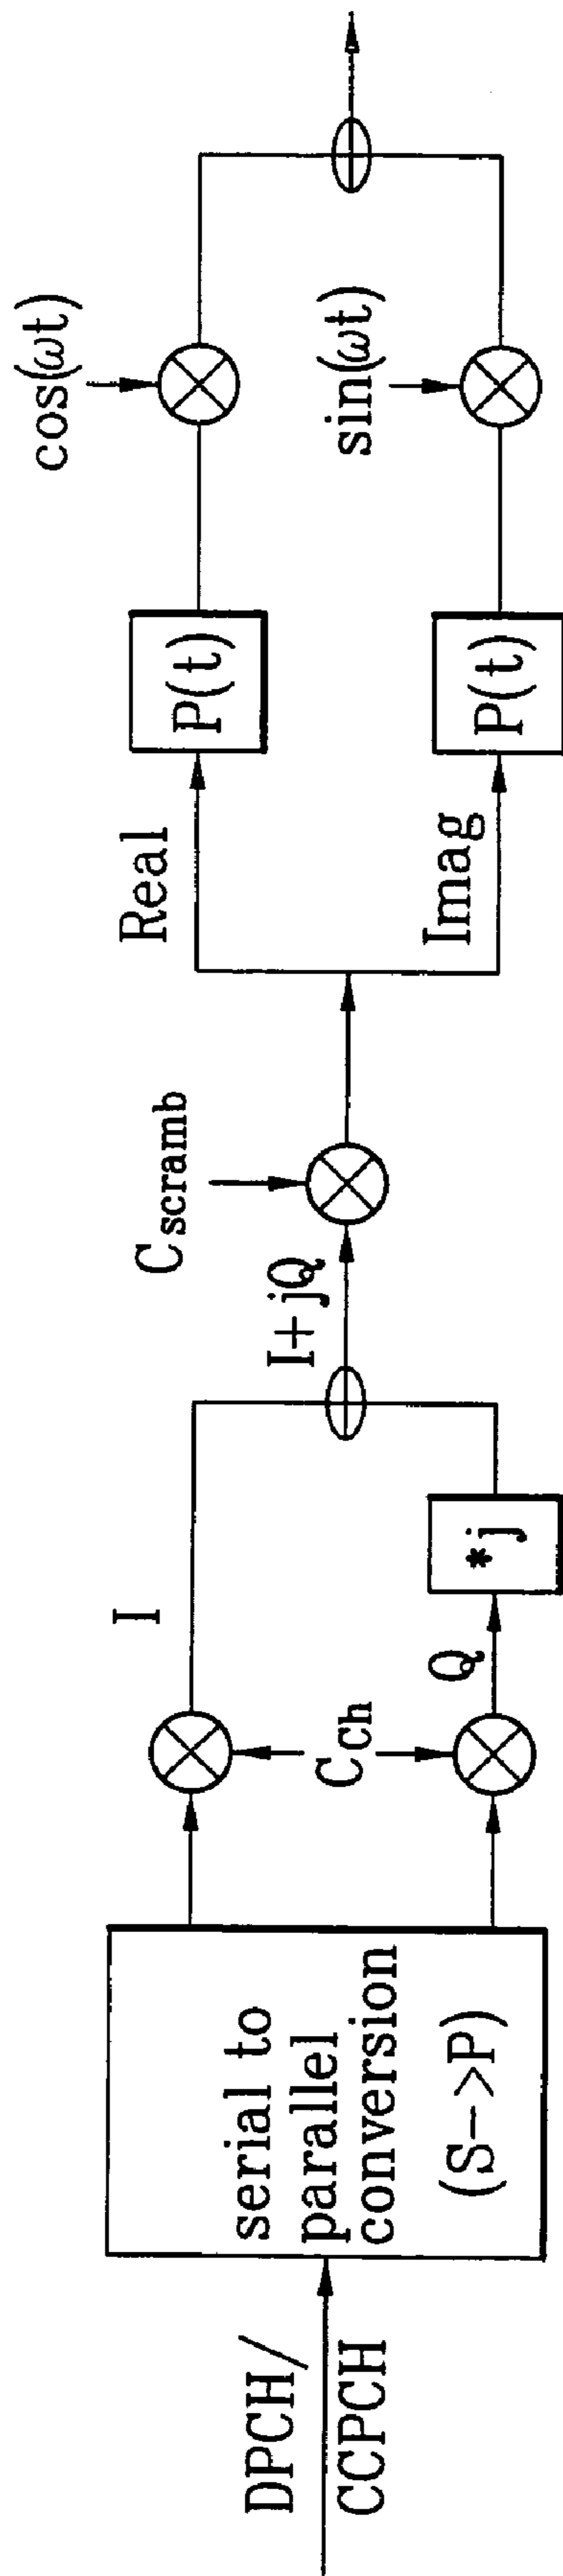 DPCH/
CCPCH
serial to
parallel
conversion
(S->P)
I
C_Ch
Q
*j
I+jQ
C_scramb
Real
Imag
P(t)
P(t)
cos(ωt)
sin(ωt)